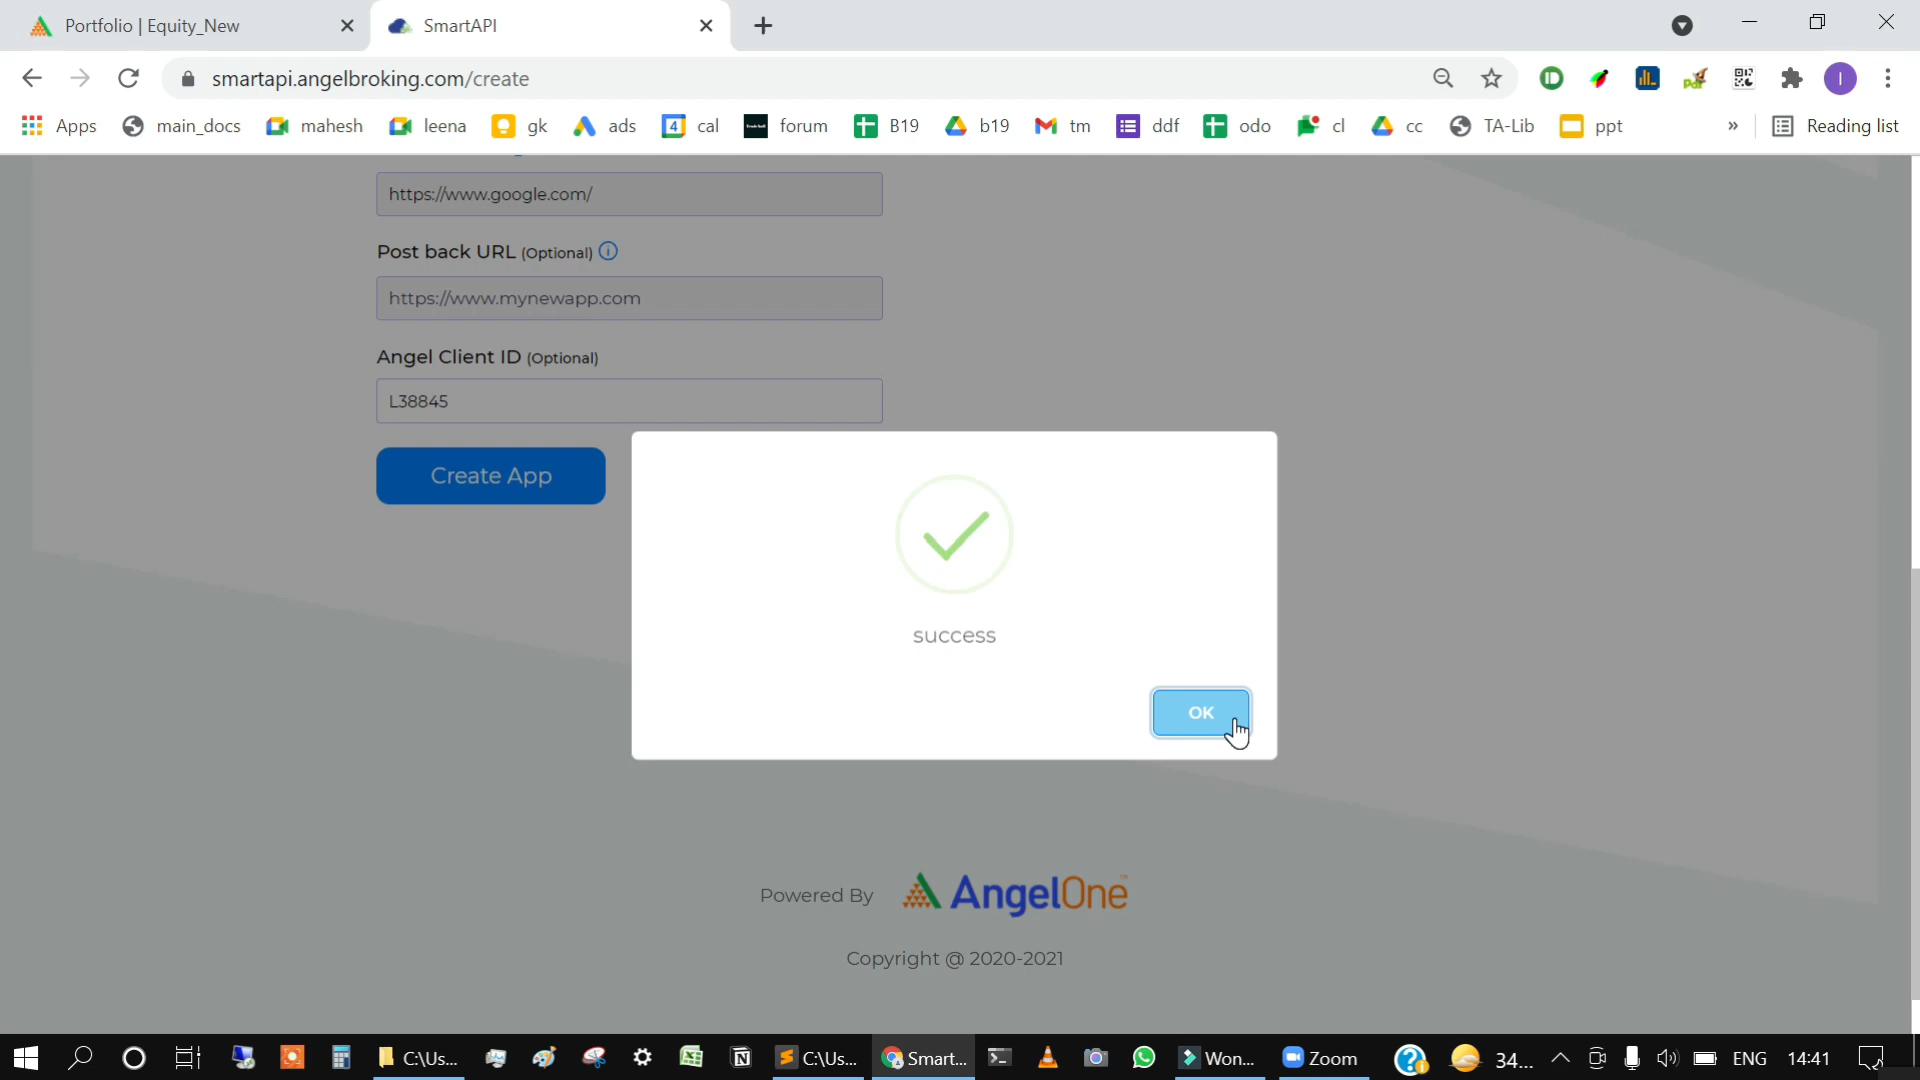 Portfolio | Equity_New
SmartAPI
smartapi.angelbroking.com/create
I
Apps main_docs mahesh leena gk ads 4 cal forum B19 b19 tm ddf odo cl cc TA-Lib ppt » Reading list
https://www.google.com/
Post back URL (Optional) i
https://www.mynewapp.com
Angel Client ID (Optional)
L38845
Create App
success
OK
Powered By AngelOne™
Copyright @ 2020-2021
C:\Us... C:\Us... Smart... Won... Zoom 34... ENG 14:41